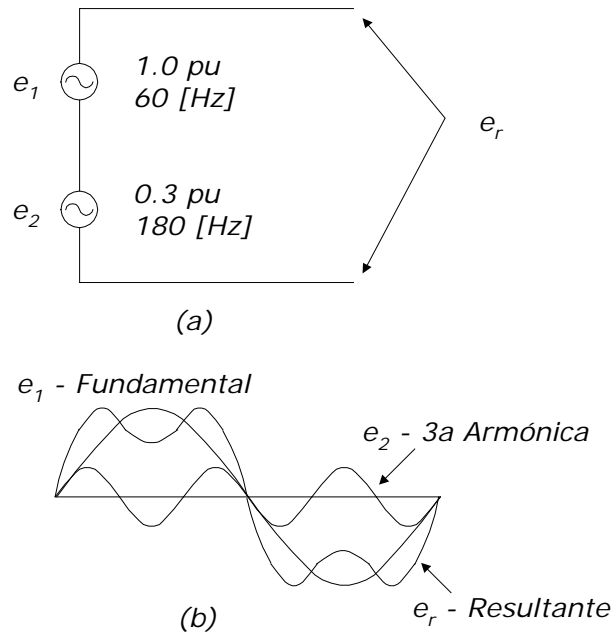 1.0 pu
e₁
60 [Hz]
eᵣ
0.3 pu
e₂
180 [Hz]
(a)
e₁ - Fundamental
e₂ - 3a Armónica
eᵣ - Resultante
(b)